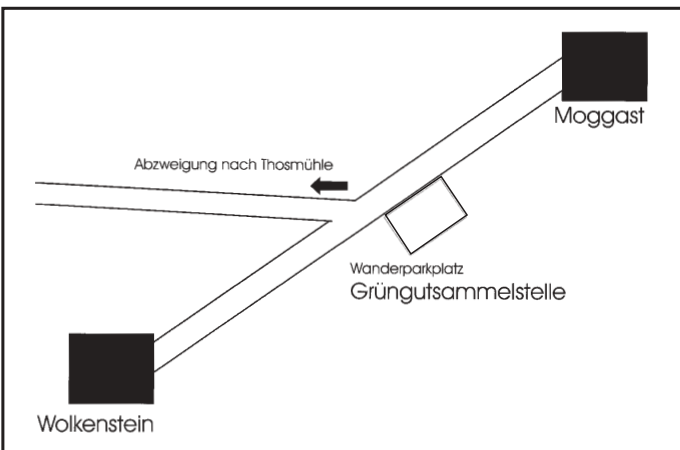 Moggast
Abzweigung nach Thosmühle
Wanderparkplatz
Grüngutsammelstelle
Wolkenstein